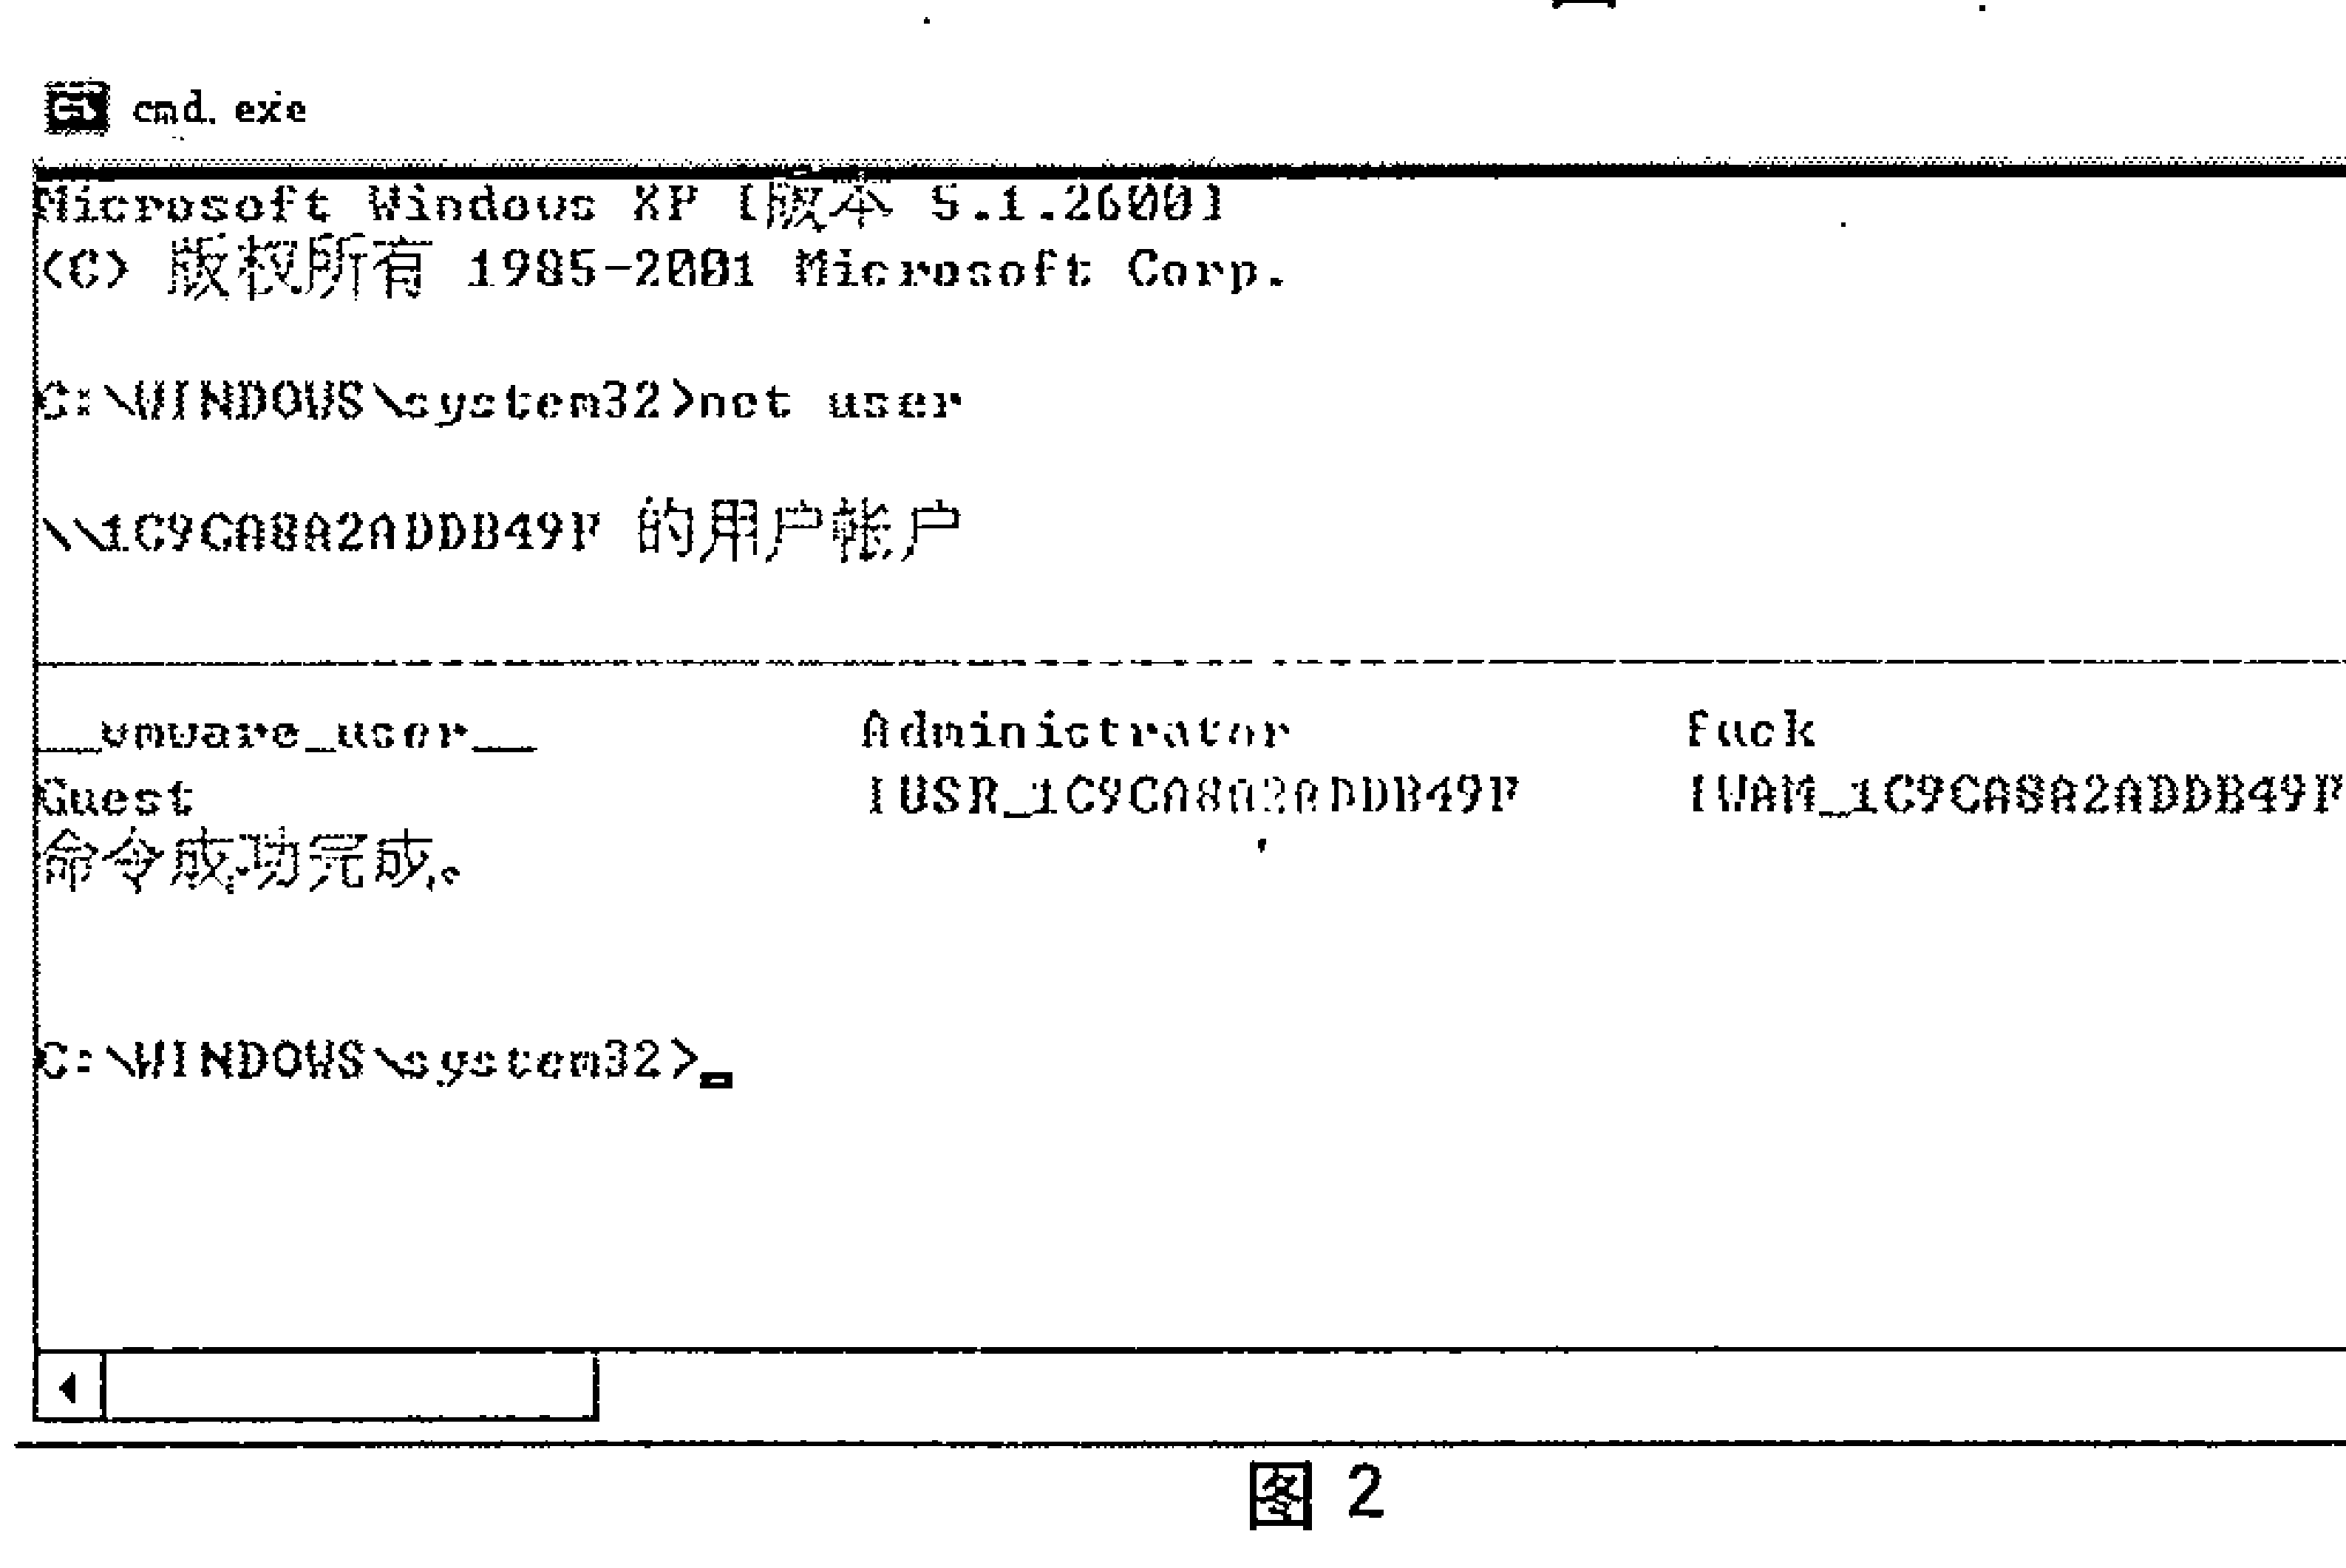 cmd.exe
Microsoft Windows XP [版本 5.1.2600]
(C) 版权所有 1985-2001 Microsoft Corp.
C:\WINDOWS\system32>net user
\\1C9CA8A2ADDB49F 的用户帐户
__vmware_user__ Administrator fuck
Guest IUSR_1C9CA8A2ADDB49F IWAM_1C9CA8A2ADDB49F
命令成功完成。
C:\WINDOWS\system32>_
图 2